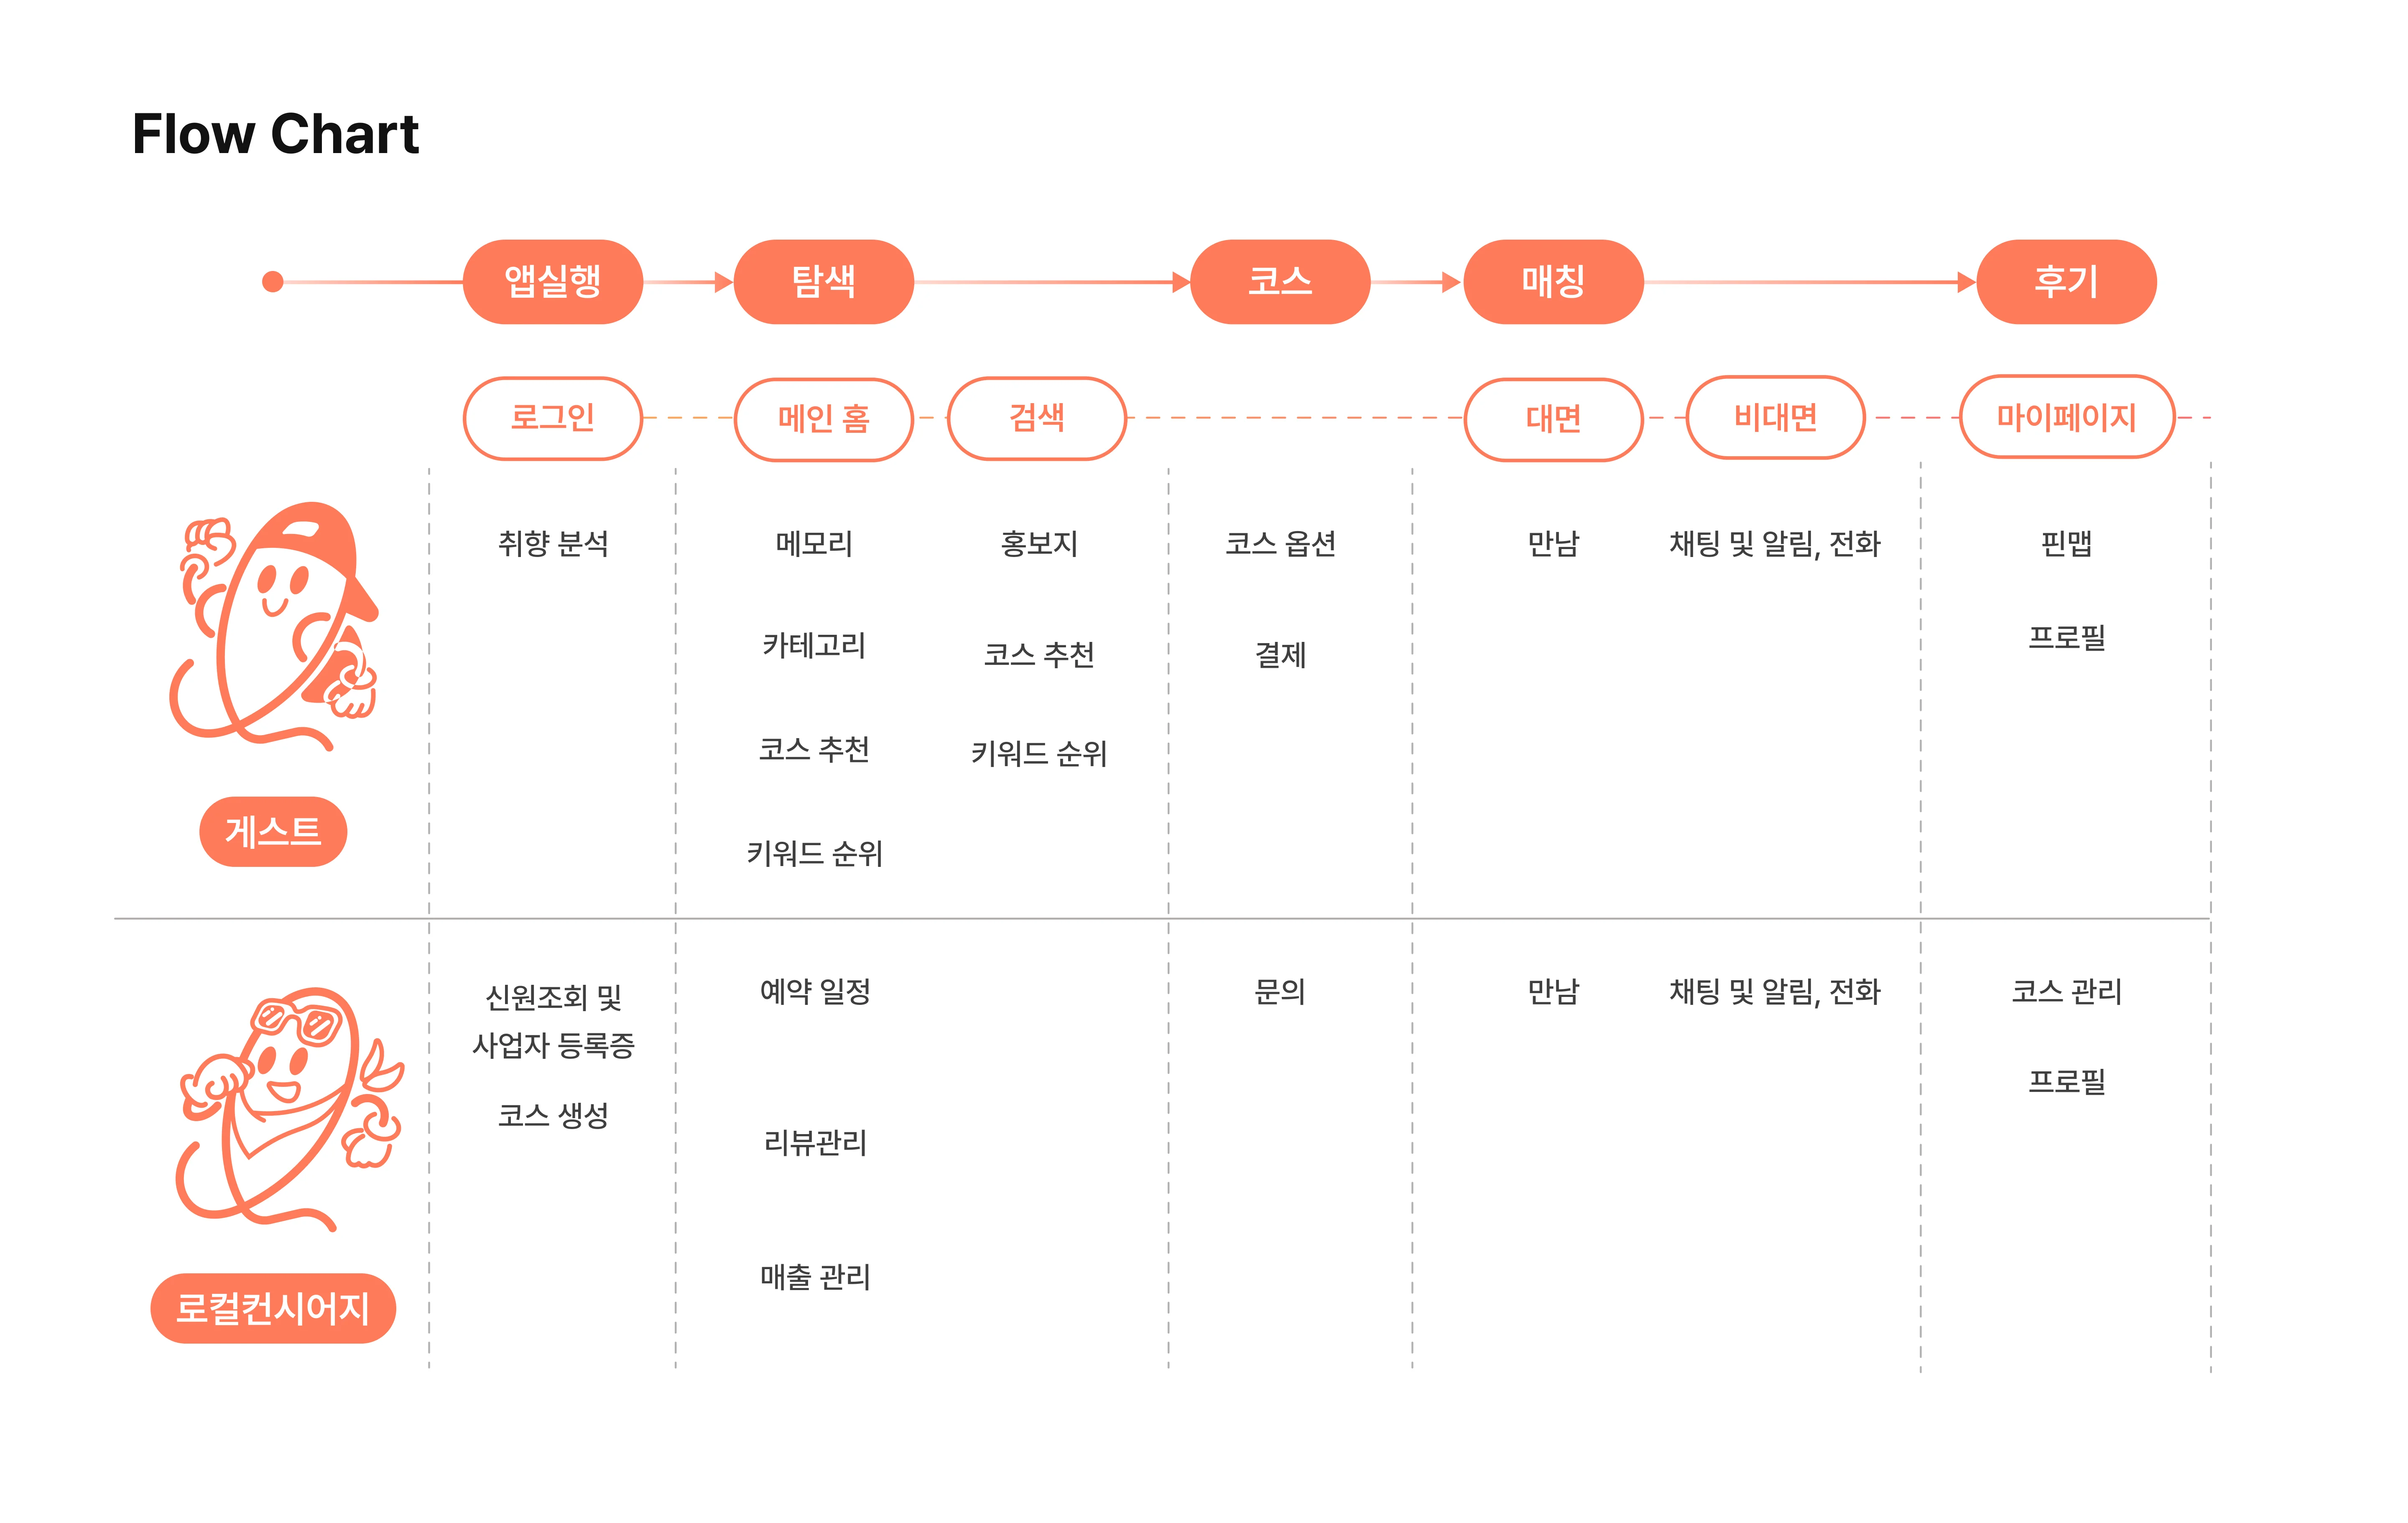 Flow Chart
앱실행
탐색
코스
매칭
후기
로그인
메인 홈
검색
대면
비대면
마이페이지
취향 분석
메모리
홍보지
코스 옵션
만남
채팅 및 알림, 전화
핀맵
카테고리
코스 추천
결제
프로필
코스 추천
키워드 순위
키워드 순위
게스트
신원조회 및
사업자 등록증
코스 생성
예약 일정
문의
만남
채팅 및 알림, 전화
코스 관리
프로필
리뷰관리
매출 관리
로컬컨시어지